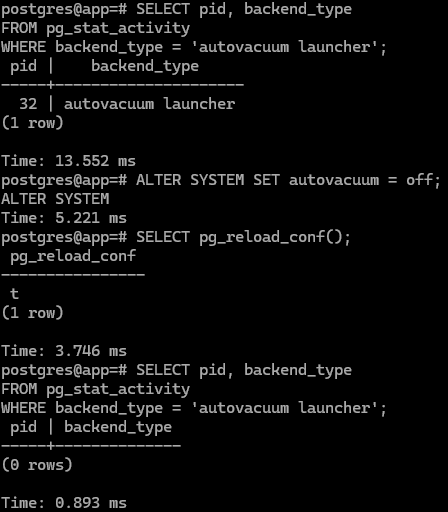 postgres@app=# SELECT pid, backend_type
FROM pg_stat_activity
WHERE backend_type = 'autovacuum launcher';
 pid |    backend_type
-----+---------------------
  32 | autovacuum launcher
(1 row)

Time: 13.552 ms
postgres@app=# ALTER SYSTEM SET autovacuum = off;
ALTER SYSTEM
Time: 5.221 ms
postgres@app=# SELECT pg_reload_conf();
 pg_reload_conf
----------------
 t
(1 row)

Time: 3.746 ms
postgres@app=# SELECT pid, backend_type
FROM pg_stat_activity
WHERE backend_type = 'autovacuum launcher';
 pid | backend_type
-----+--------------
(0 rows)

Time: 0.893 ms